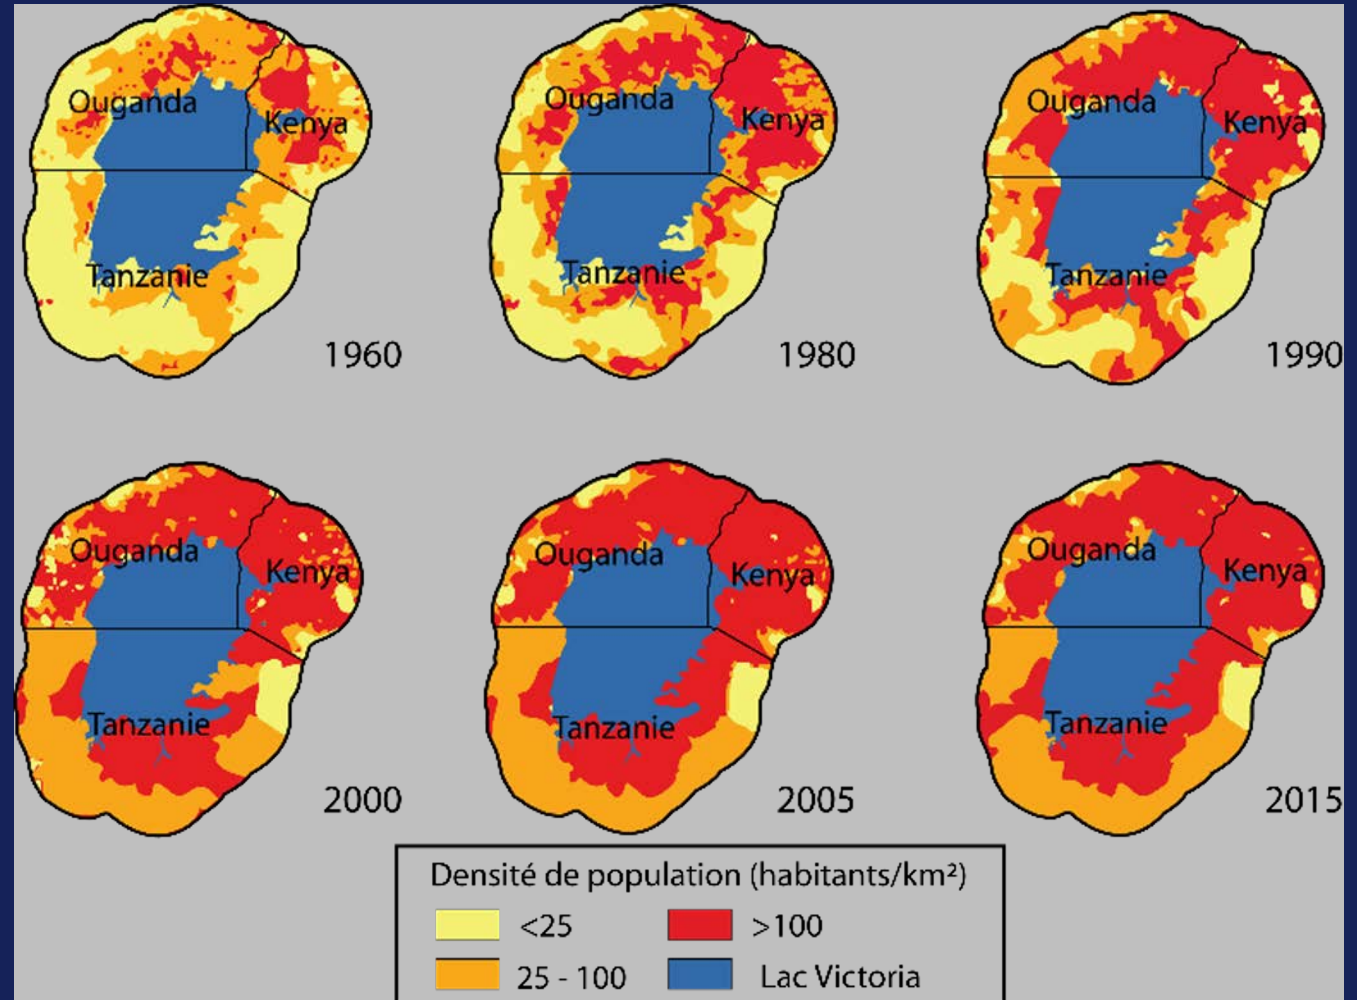 Ouganda
Kenya
Tanzanie
1960
Ouganda
Kenya
Tanzanie
1980
Ouganda
Kenya
Tanzanie
1990
Ouganda
Kenya
Tanzanie
2000
Ouganda
Kenya
Tanzanie
2005
Ouganda
Kenya
Tanzanie
2015
Densité de population (habitants/km²)
<25
>100
25 - 100
Lac Victoria